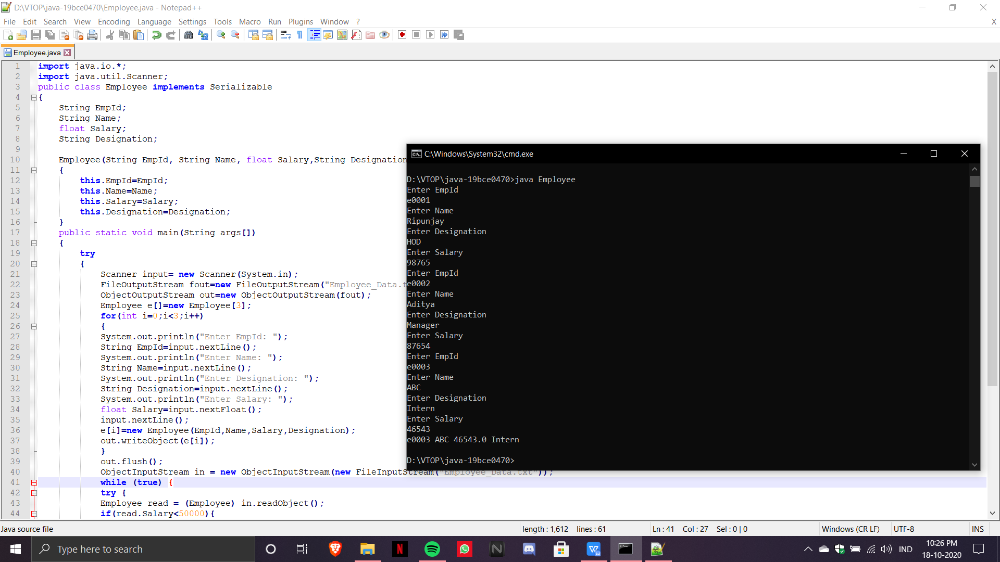 D:\VTOP\java-19bce0470\Employee.java - Notepad++
File Edit Search View Encoding Language Settings Tools Macro Run Plugins Window ? X
Employee.java
1 import java.io.*;
2 import java.util.Scanner;
3 public class Employee implements Serializable
4 {
5 String EmpId;
6 String Name;
7 float Salary;
8 String Designation;
9
10 Employee(String EmpId, String Name, float Salary,String Designation
11 {
12 this.EmpId=EmpId;
13 this.Name=Name;
14 this.Salary=Salary;
15 this.Designation=Designation;
16 }
17 public static void main(String args[])
18 {
19 try
20 {
21 Scanner input= new Scanner(System.in);
22 FileOutputStream fout=new FileOutputStream("Employee_Data.t
23 ObjectOutputStream out=new ObjectOutputStream(fout);
24 Employee e[]=new Employee[3];
25 for(int i=0;i<3;i++)
26 {
27 System.out.println("Enter EmpId: ");
28 String EmpId=input.nextLine();
29 System.out.println("Enter Name: ");
30 String Name=input.nextLine();
31 System.out.println("Enter Designation: ");
32 String Designation=input.nextLine();
33 System.out.println("Enter Salary: ");
34 float Salary=input.nextFloat();
35 input.nextLine();
36 e[i]=new Employee(EmpId,Name,Salary,Designation);
37 out.writeObject(e[i]);
38 }
39 out.flush();
40 ObjectInputStream in = new ObjectInputStream(new FileInputStream("Employee_Data.txt"));
41 while (true) {
42 try {
43 Employee read = (Employee) in.readObject();
44 if(read.Salary<50000){
C:\Windows\System32\cmd.exe
D:\VTOP\java-19bce0470>java Employee
Enter EmpId
e0001
Enter Name
Ripunjay
Enter Designation
HOD
Enter Salary
98765
Enter EmpId
e0002
Enter Name
Aditya
Enter Designation
Manager
Enter Salary
87654
Enter EmpId
e0003
Enter Name
ABC
Enter Designation
Intern
Enter Salary
46543
e0003 ABC 46543.0 Intern
D:\VTOP\java-19bce0470>
Java source file length : 1,612 lines : 61 Ln : 41 Col : 27 Sel : 0 | 0 Windows (CR LF) UTF-8 INS
Type here to search
IND
10:26 PM
18-10-2020